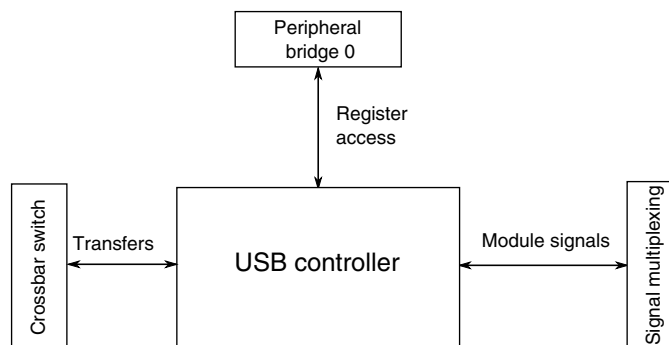 Peripheral
bridge 0
Register
access
Crossbar switch
Transfers
USB controller
Module signals
Signal multiplexing